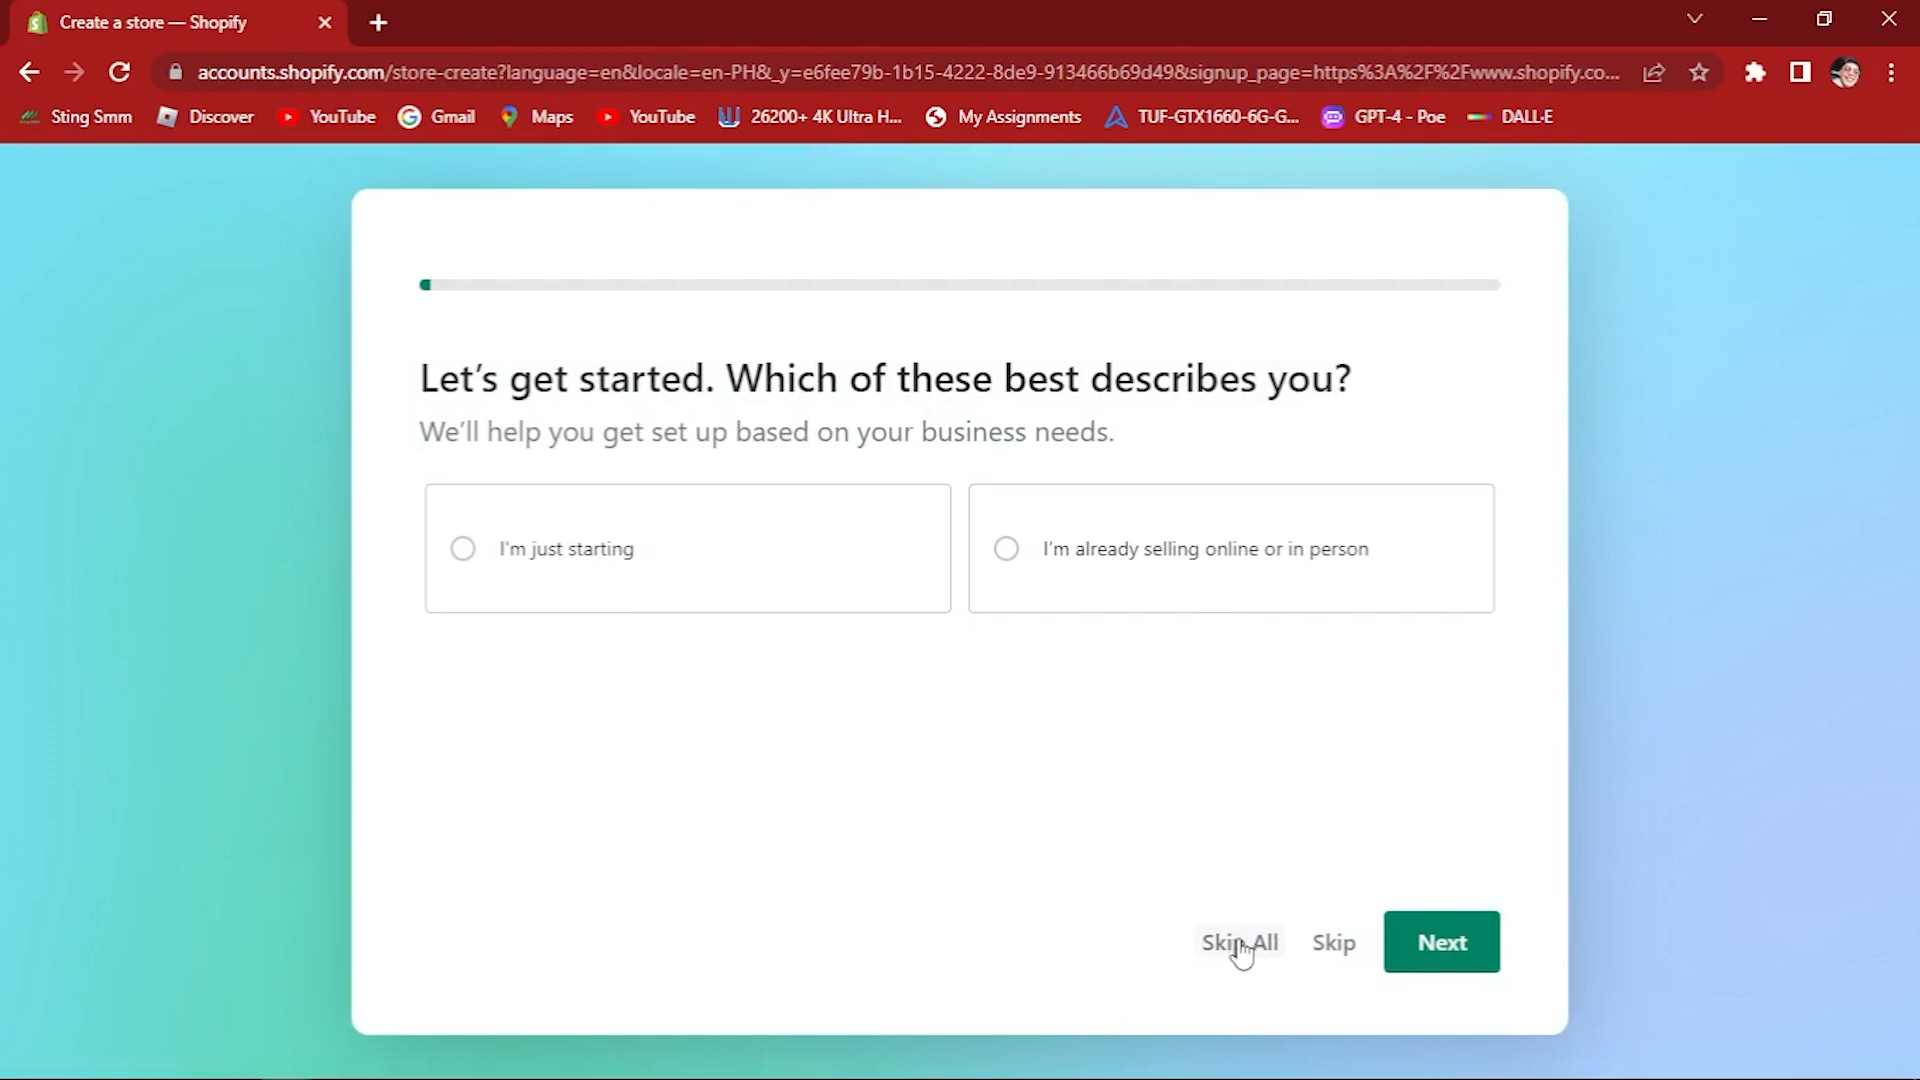 Create a store — Shopify
accounts.shopify.com/store-create?language=en&locale=en-PH&_y=e6fee79b-1b15-4222-8de9-913466b69d49&signup_page=https%3A%2F%2Fwww.shopify.co...
Sting Smm Discover YouTube Gmail Maps YouTube 26200+ 4K Ultra H... My Assignments TUF-GTX1660-6G-G... GPT-4 - Poe DALL·E
Let's get started. Which of these best describes you?
We'll help you get set up based on your business needs.
I'm just starting I'm already selling online or in person
Skip All Skip Next